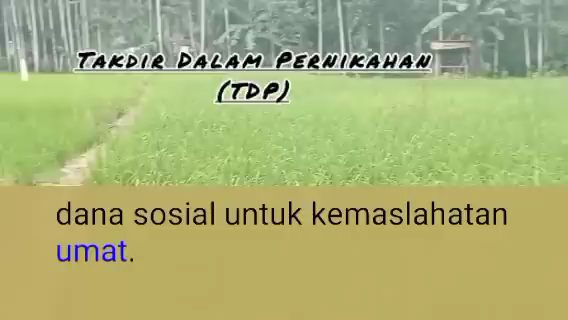 Takdir Dalam Pernikahan
(TDP)
dana sosial untuk kemaslahatan
umat.